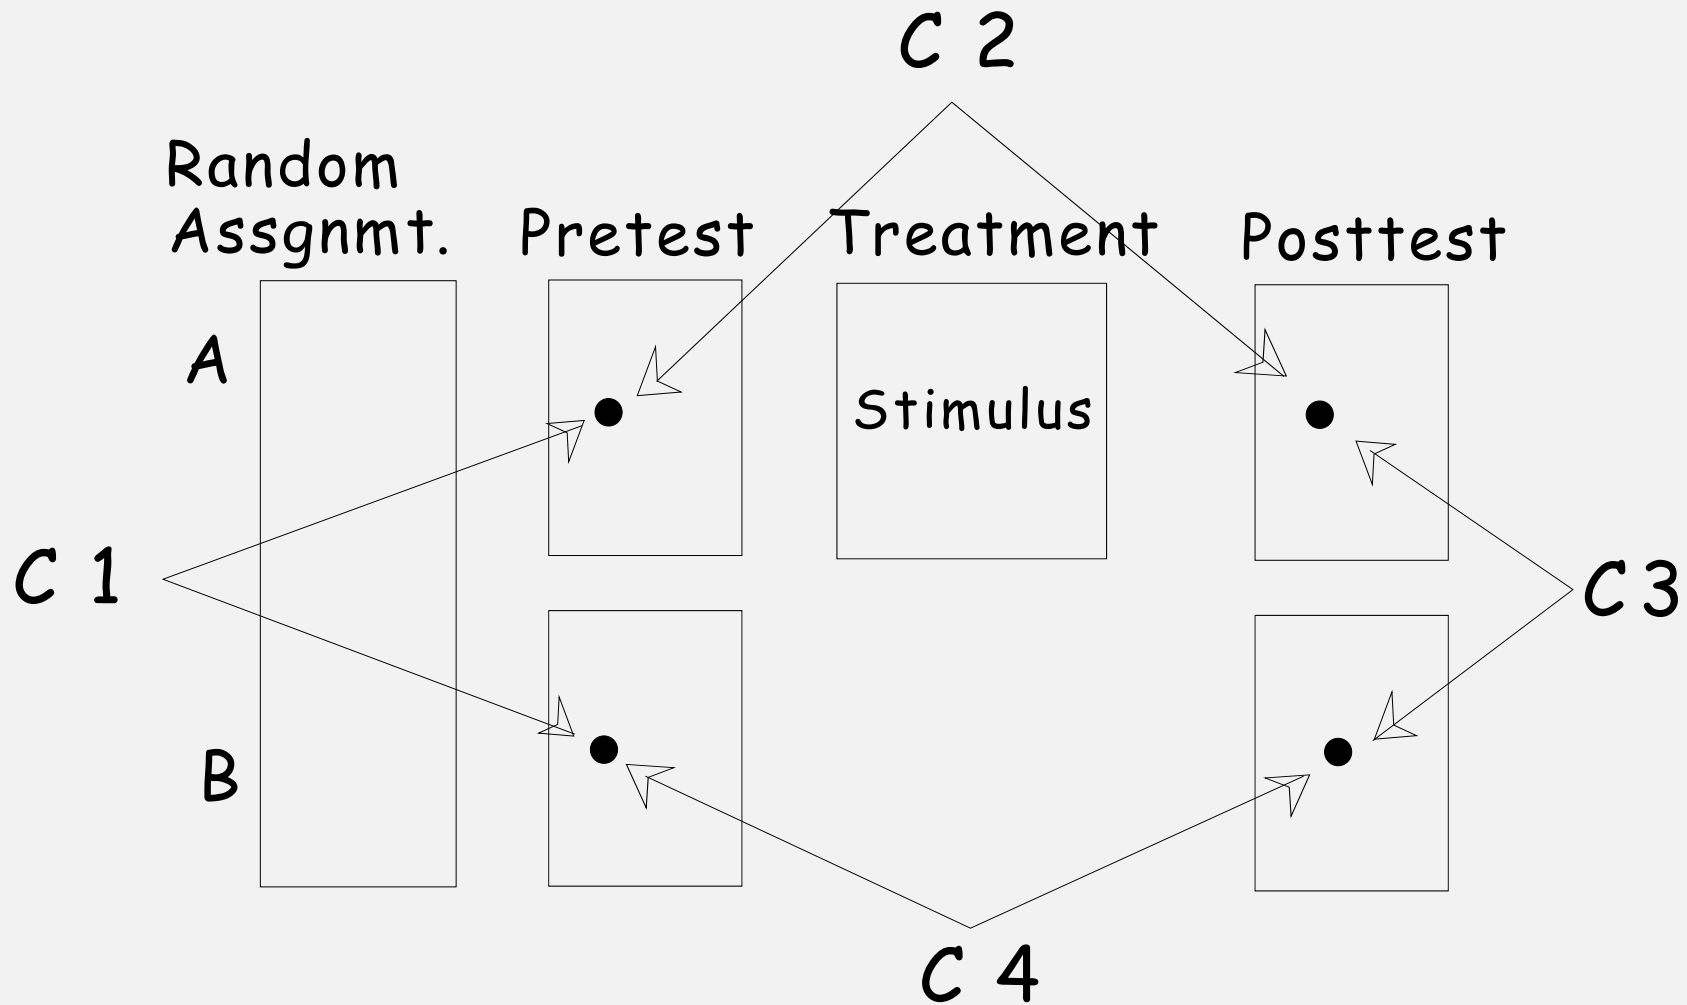 C 2
Random
Assgnmt.
Pretest
Treatment
Posttest
A
Stimulus
C 1
C 3
B
C 4